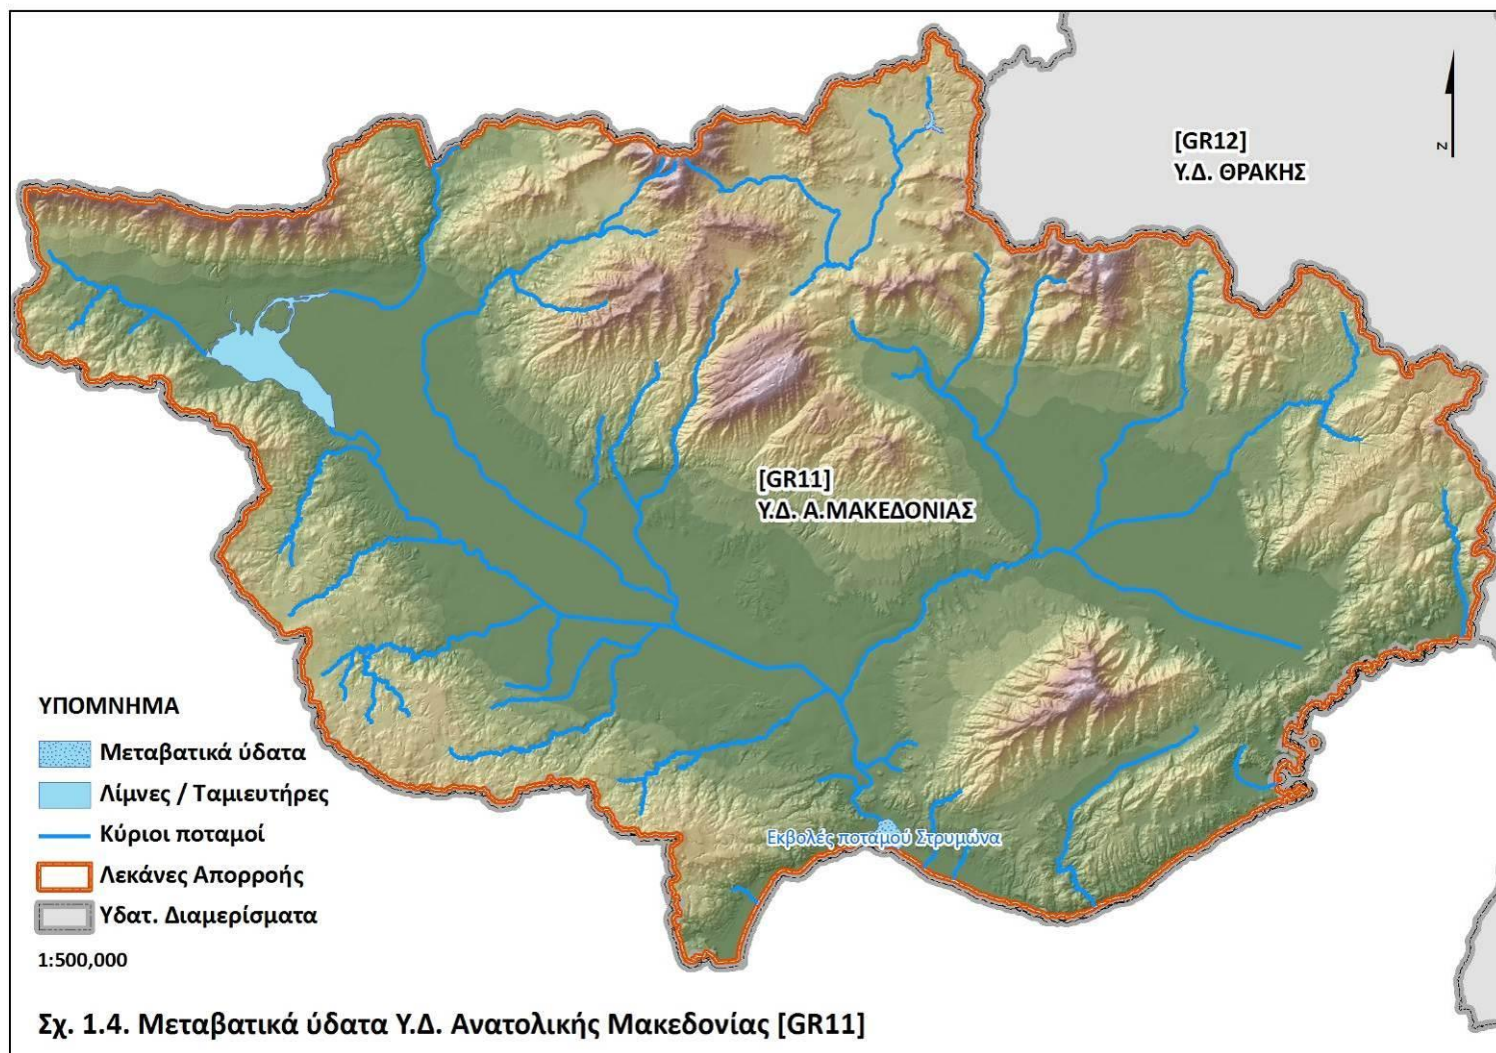 [GR12]
Υ.Δ. ΘΡΑΚΗΣ
N
[GR11]
Υ.Δ. Α.ΜΑΚΕΔΟΝΙΑΣ
Εκβολές ποταμού Στρυμώνα
ΥΠΟΜΝΗΜΑ
Μεταβατικά ύδατα
Λίμνες / Ταμιευτήρες
Κύριοι ποταμοί
Λεκάνες Απορροής
Υδατ. Διαμερίσματα
1:500,000
Σχ. 1.4. Μεταβατικά ύδατα Υ.Δ. Ανατολικής Μακεδονίας [GR11]